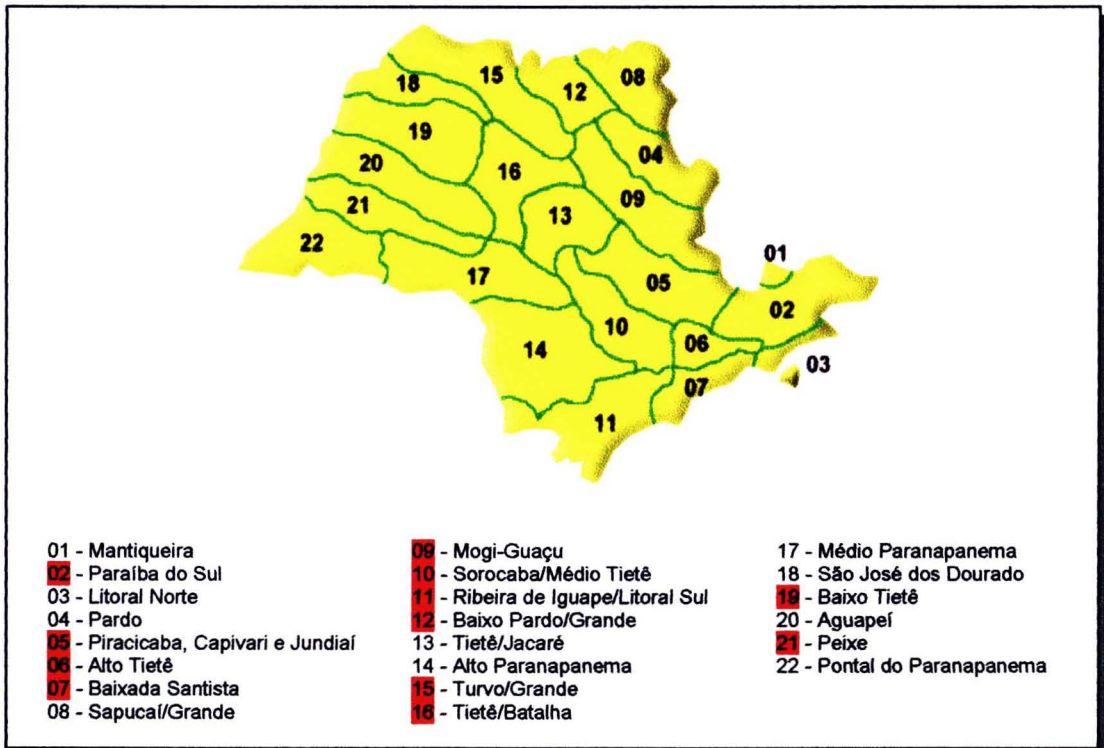 15
08
18
12
19
04
20
16
09
21
13
22
01
17
05
02
10
06
14
03
07
11
01 - Mantiqueira
02 - Paraíba do Sul
03 - Litoral Norte
04 - Pardo
05 - Piracicaba, Capivari e Jundiaí
06 - Alto Tietê
07 - Baixada Santista
08 - Sapucaí/Grande
09 - Mogi-Guaçu
10 - Sorocaba/Médio Tietê
11 - Ribeira de Iguape/Litoral Sul
12 - Baixo Pardo/Grande
13 - Tietê/Jacaré
14 - Alto Paranapanema
15 - Turvo/Grande
16 - Tietê/Batalha
17 - Médio Paranapanema
18 - São José dos Dourado
19 - Baixo Tietê
20 - Aguapeí
21 - Peixe
22 - Pontal do Paranapanema